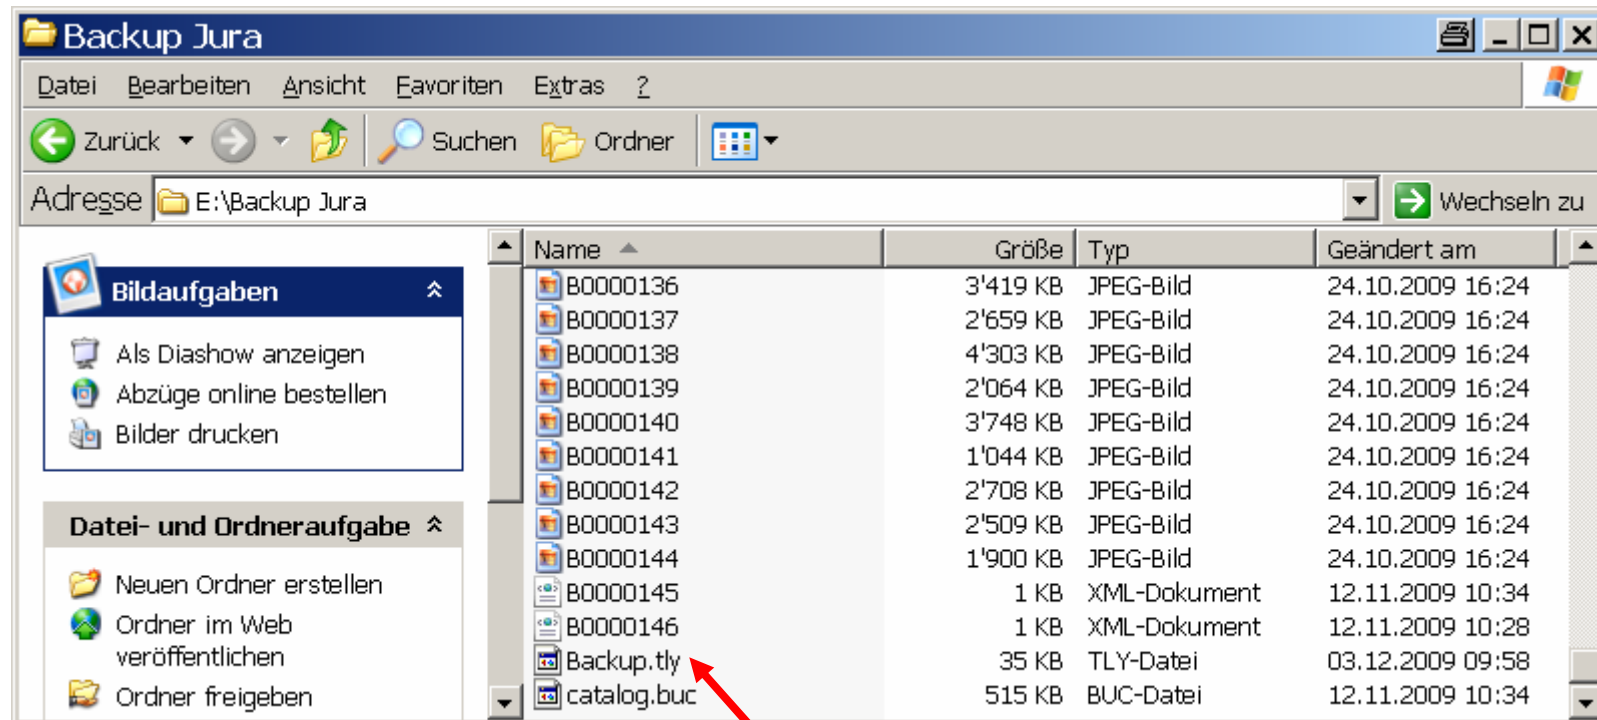 Backup Jura
Datei Bearbeiten Ansicht Favoriten Extras ?
Zurück Suchen Ordner
Adresse E:\Backup Jura Wechseln zu
Bildaufgaben
Als Diashow anzeigen
Abzüge online bestellen
Bilder drucken
Datei- und Ordneraufgabe
Neuen Ordner erstellen
Ordner im Web
veröffentlichen
Ordner freigeben
Name Größe Typ Geändert am
B0000136 3'419 KB JPEG-Bild 24.10.2009 16:24
B0000137 2'659 KB JPEG-Bild 24.10.2009 16:24
B0000138 4'303 KB JPEG-Bild 24.10.2009 16:24
B0000139 2'064 KB JPEG-Bild 24.10.2009 16:24
B0000140 3'748 KB JPEG-Bild 24.10.2009 16:24
B0000141 1'044 KB JPEG-Bild 24.10.2009 16:24
B0000142 2'708 KB JPEG-Bild 24.10.2009 16:24
B0000143 2'509 KB JPEG-Bild 24.10.2009 16:24
B0000144 1'900 KB JPEG-Bild 24.10.2009 16:24
B0000145 1 KB XML-Dokument 12.11.2009 10:34
B0000146 1 KB XML-Dokument 12.11.2009 10:28
Backup.tly 35 KB TLY-Datei 03.12.2009 09:58
catalog.buc 515 KB BUC-Datei 12.11.2009 10:34